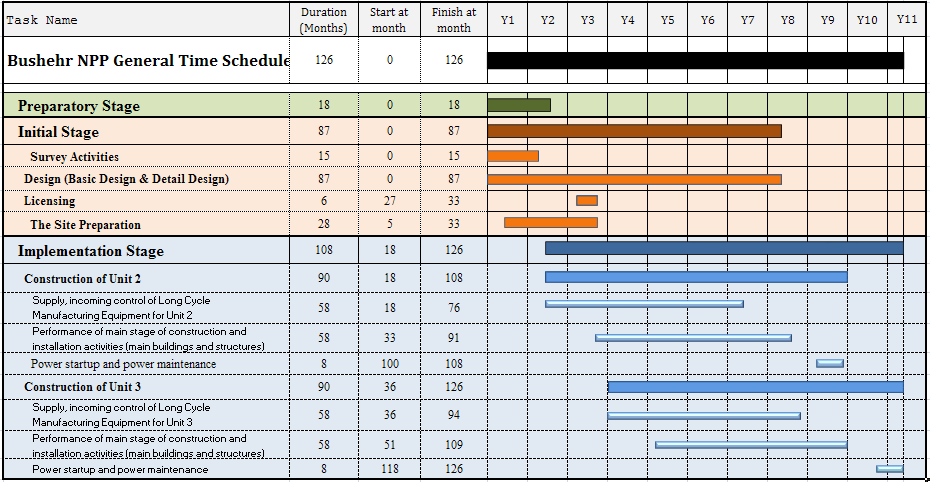 Task Name Duration (Months) Start at month Finish at month Y1 Y2 Y3 Y4 Y5 Y6 Y7 Y8 Y9 Y10 Y11
Bushehr NPP General Time Schedule 126 0 126
Preparatory Stage 18 0 18
Initial Stage 87 0 87
Survey Activities 15 0 15
Design (Basic Design & Detail Design) 87 0 87
Licensing 6 27 33
The Site Preparation 28 5 33
Implementation Stage 108 18 126
Construction of Unit 2 90 18 108
Supply, incoming control of Long Cycle
Manufacturing Equipment for Unit 2 58 18 76
Performance of main stage of construction and
installation activities (main buildings and structures) 58 33 91
Power startup and power maintenance 8 100 108
Construction of Unit 3 90 36 126
Supply, incoming control of Long Cycle
Manufacturing Equipment for Unit 3 58 36 94
Performance of main stage of construction and
installation activities (main buildings and structures) 58 51 109
Power startup and power maintenance 8 118 126